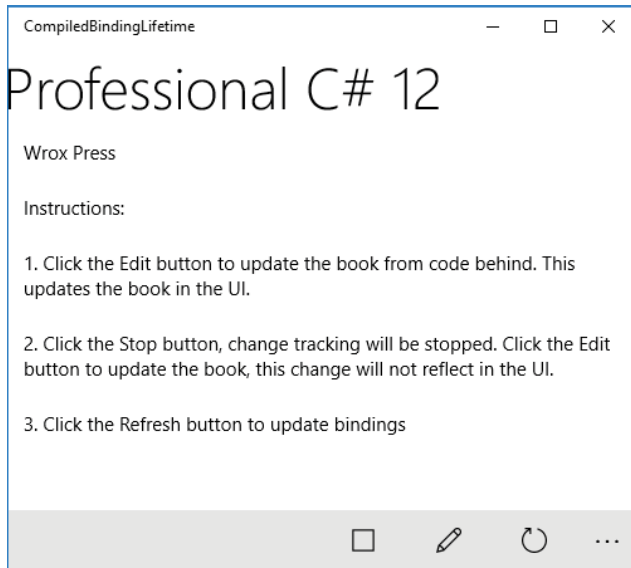 CompiledBindingLifetime
Professional C# 12
Wrox Press
Instructions:
1. Click the Edit button to update the book from code behind. This
updates the book in the UI.
2. Click the Stop button, change tracking will be stopped. Click the Edit
button to update the book, this change will not reflect in the UI.
3. Click the Refresh button to update bindings